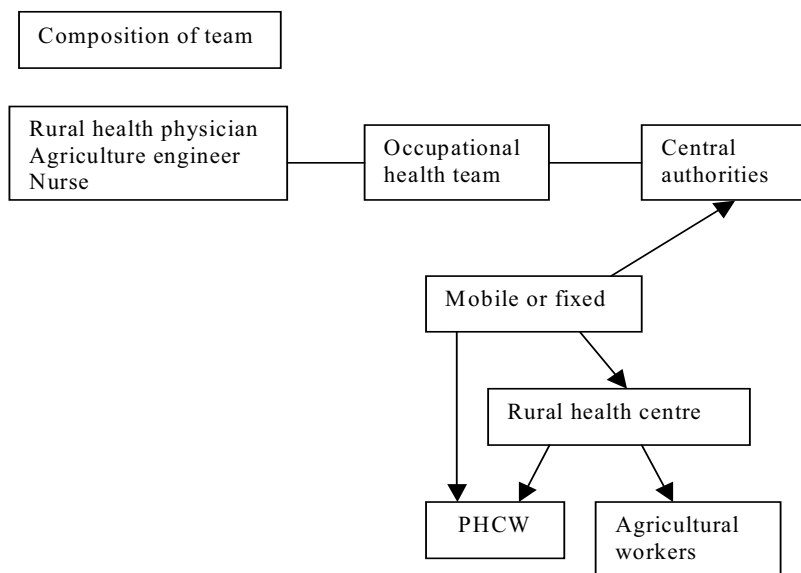 Composition of team
Rural health physician
Agriculture engineer
Nurse
Occupational
health team
Central
authorities
Mobile or fixed
Rural health centre
PHCW
Agricultural
workers